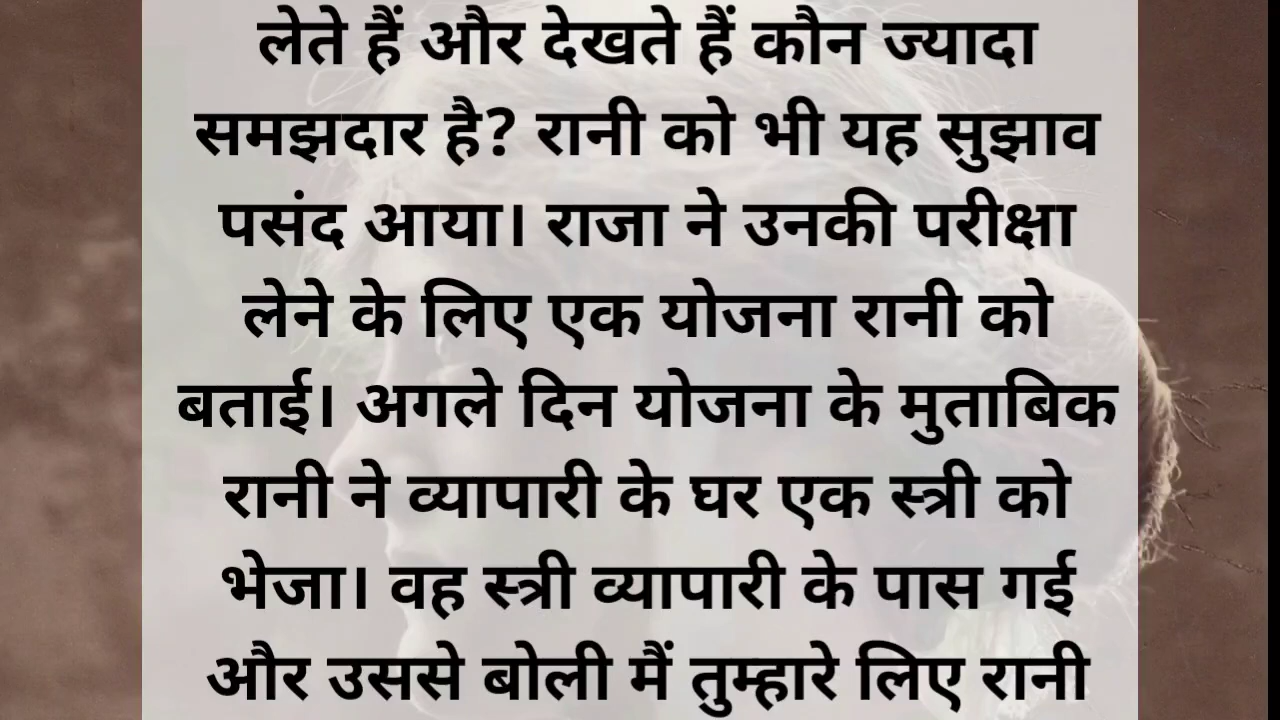 लेते हैं और देखते हैं कौन ज्यादा
समझदार है? रानी को भी यह सुझाव
पसंद आया। राजा ने उनकी परीक्षा
लेने के लिए एक योजना रानी को
बताई। अगले दिन योजना के मुताबिक
रानी ने व्यापारी के घर एक स्त्री को
भेजा। वह स्त्री व्यापारी के पास गई
और उससे बोली मैं तुम्हारे लिए रानी